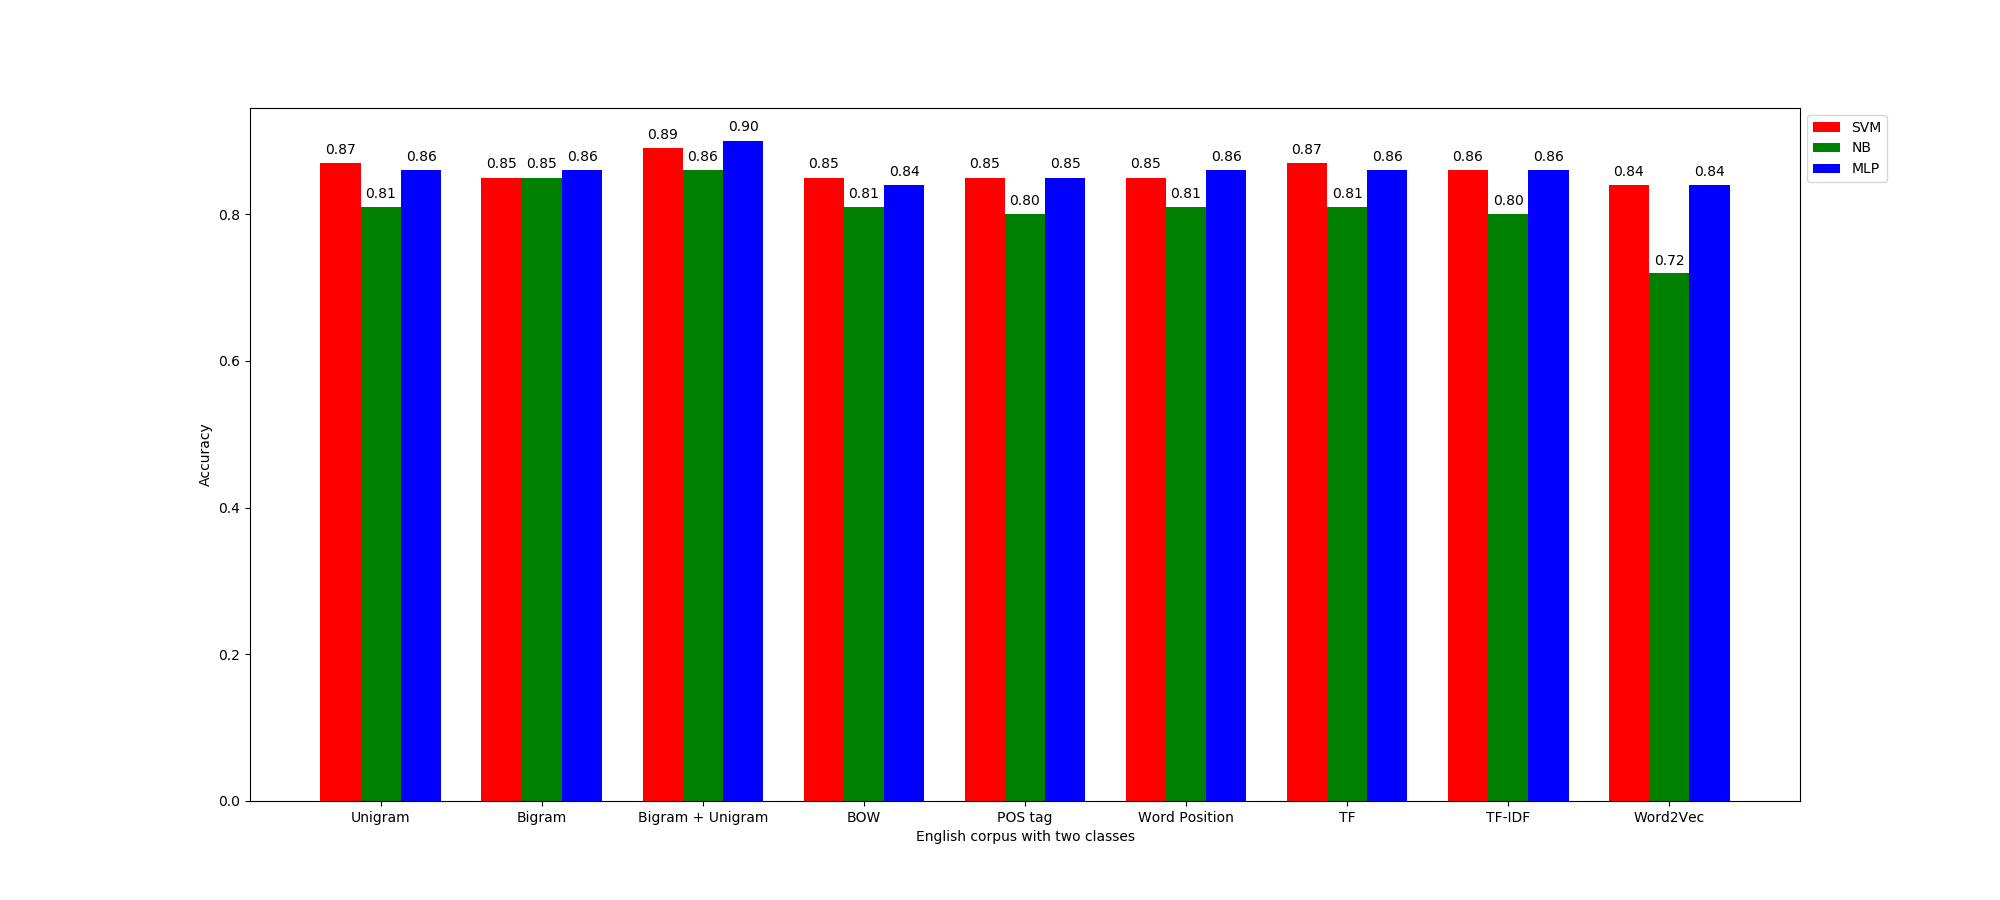 0.87 0.81 0.86 0.85 0.85 0.86 0.89 0.86 0.90 0.85 0.81 0.84 0.85 0.80 0.85 0.85 0.81 0.86 0.87 0.81 0.86 0.86 0.80 0.86 0.84 0.72 0.84
SVM
NB
MLP
0.8
0.6
0.4
0.2
0.0
Accuracy
Unigram Bigram Bigram + Unigram BOW POS tag Word Position TF TF-IDF Word2Vec
English corpus with two classes